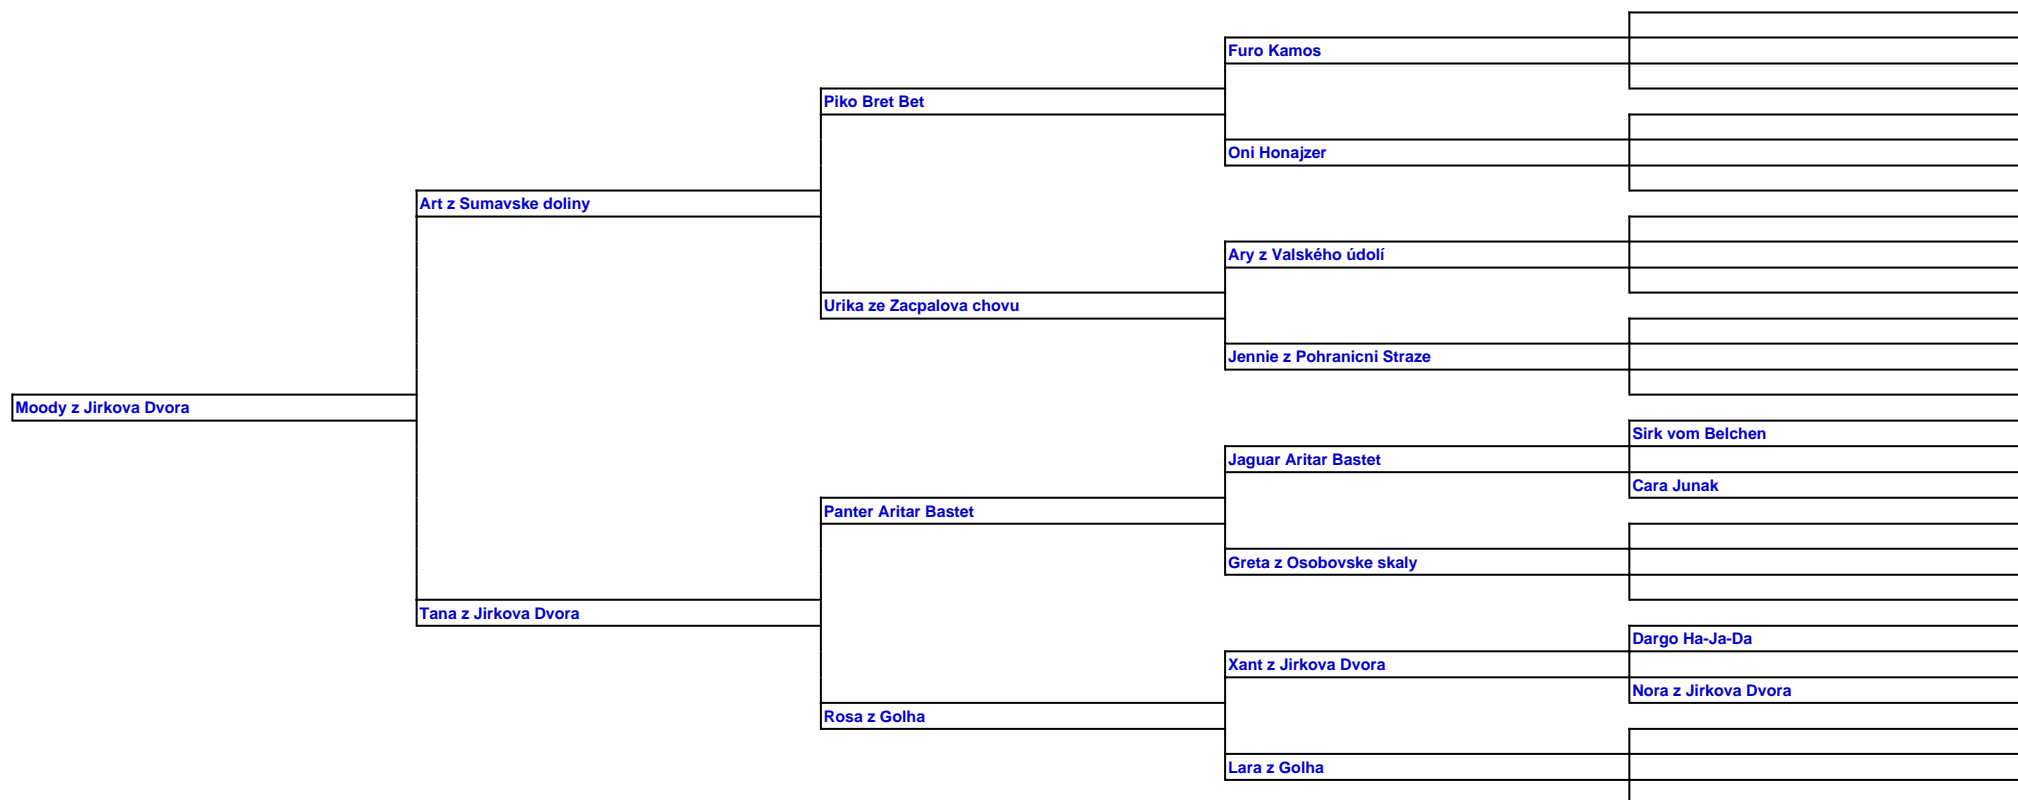 Furo Kamos
Piko Bret Bet
Oni Honajzer
Art z Sumavske doliny
Ary z Valského údolí
Urika ze Zacpalova chovu
Jennie z Pohranicni Straze
Moody z Jirkova Dvora
Sirk vom Belchen
Jaguar Aritar Bastet
Cara Junak
Panter Aritar Bastet
Greta z Osobovske skaly
Tana z Jirkova Dvora
Dargo Ha-Ja-Da
Xant z Jirkova Dvora
Nora z Jirkova Dvora
Rosa z Golha
Lara z Golha